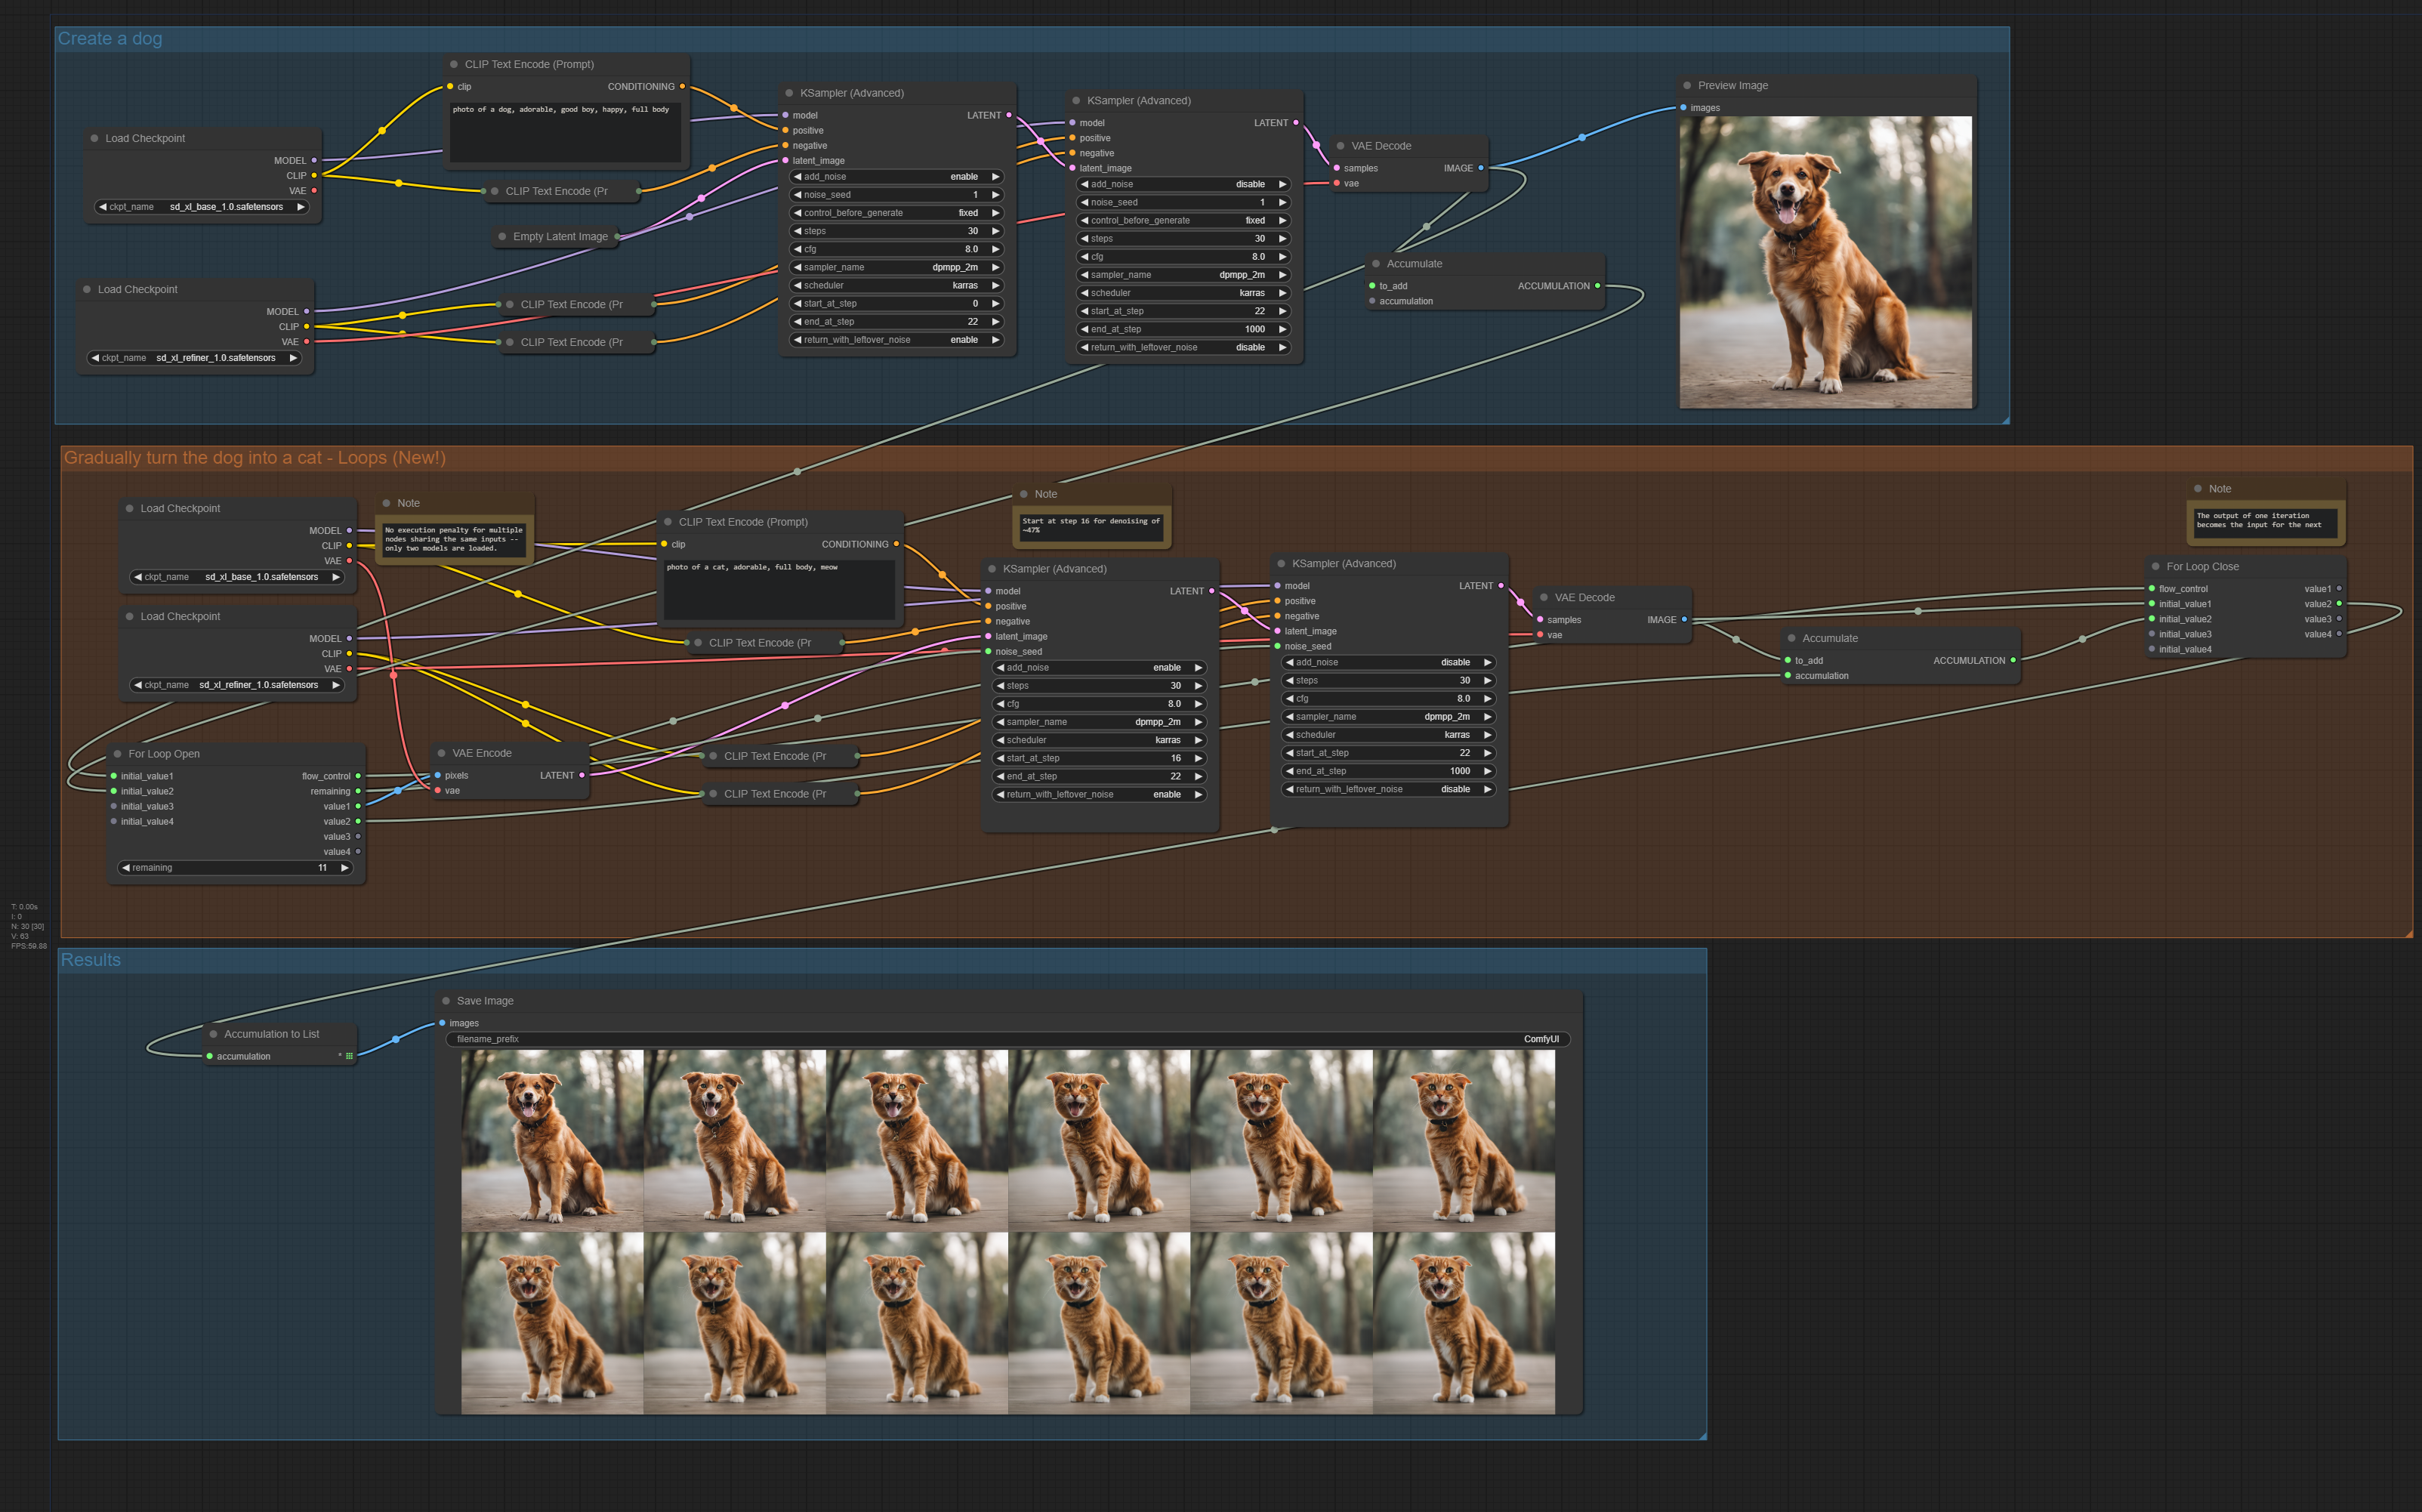 Create a dog
Load Checkpoint
MODEL
CLIP
VAE
ckpt_name sd_xl_base_1.0.safetensors
Load Checkpoint
MODEL
CLIP
VAE
ckpt_name sd_xl_refiner_1.0.safetensors
CLIP Text Encode (Prompt)
clip CONDITIONING
photo of a dog, adorable, good boy, happy, full body
CLIP Text Encode (Pr
Empty Latent Image
CLIP Text Encode (Pr
CLIP Text Encode (Pr
KSampler (Advanced)
model LATENT
positive
negative
latent_image
add_noise enable
noise_seed 1
control_before_generate fixed
steps 30
cfg 8.0
sampler_name dpmpp_2m
scheduler karras
start_at_step 0
end_at_step 22
return_with_leftover_noise enable
KSampler (Advanced)
model LATENT
positive
negative
latent_image
add_noise disable
noise_seed 1
control_before_generate fixed
steps 30
cfg 8.0
sampler_name dpmpp_2m
scheduler karras
start_at_step 22
end_at_step 1000
return_with_leftover_noise disable
VAE Decode
samples IMAGE
vae
Accumulate
to_add ACCUMULATION
accumulation
Preview Image
images
Gradually turn the dog into a cat - Loops (New!)
Load Checkpoint
MODEL
CLIP
VAE
ckpt_name sd_xl_base_1.0.safetensors
Load Checkpoint
MODEL
CLIP
VAE
ckpt_name sd_xl_refiner_1.0.safetensors
Note
No execution penalty for multiple
nodes sharing the same inputs --
only two models are loaded.
For Loop Open
initial_value1 flow_control
initial_value2 remaining
initial_value3 value1
initial_value4 value2
value3
value4
remaining 11
VAE Encode
pixels LATENT
vae
CLIP Text Encode (Prompt)
clip CONDITIONING
photo of a cat, adorable, full body, meow
CLIP Text Encode (Pr
CLIP Text Encode (Pr
CLIP Text Encode (Pr
Note
Start at step 16 for denoising of
~47%
KSampler (Advanced)
model LATENT
positive
negative
latent_image
noise_seed
add_noise enable
steps 30
cfg 8.0
sampler_name dpmpp_2m
scheduler karras
start_at_step 16
end_at_step 22
return_with_leftover_noise enable
KSampler (Advanced)
model LATENT
positive
negative
latent_image
noise_seed
add_noise disable
steps 30
cfg 8.0
sampler_name dpmpp_2m
scheduler karras
start_at_step 22
end_at_step 1000
return_with_leftover_noise disable
VAE Decode
samples IMAGE
vae
Accumulate
to_add ACCUMULATION
accumulation
Note
The output of one iteration
becomes the input for the next
For Loop Close
flow_control value1
initial_value1 value2
initial_value2 value3
initial_value3 value4
initial_value4
T: 0.00s
I: 0
N: 30 [30]
V: 63
FPS:59.88
Results
Accumulation to List
accumulation *
Save Image
images
filename_prefix ComfyUI